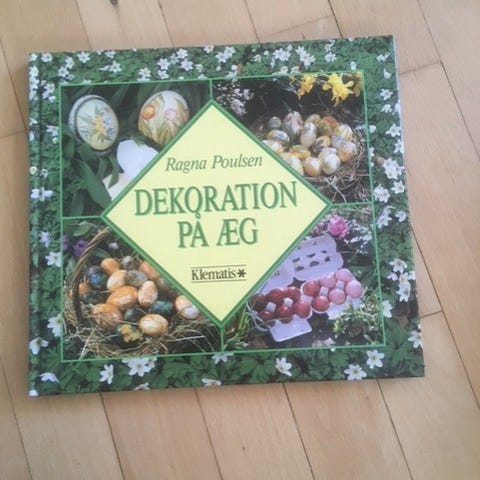 Ragna Poulsen
DEKORATION
PÅ ÆG
Klematis